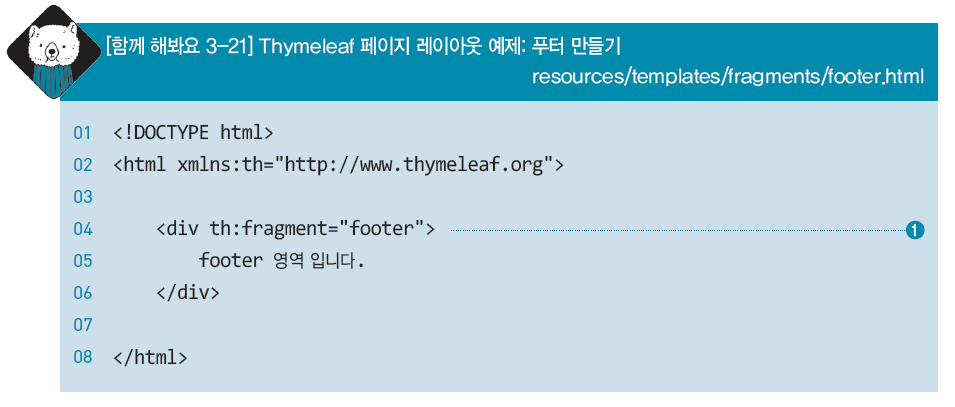 [함께 해봐요 3-21] Thymeleaf 페이지 레이아웃 예제: 푸터 만들기
resources/templates/fragments/footer.html
01 <!DOCTYPE html>
02 <html xmlns:th="http://www.thymeleaf.org">
03
04 <div th:fragment="footer"> 1
05 footer 영역 입니다.
06 </div>
07
08 </html>